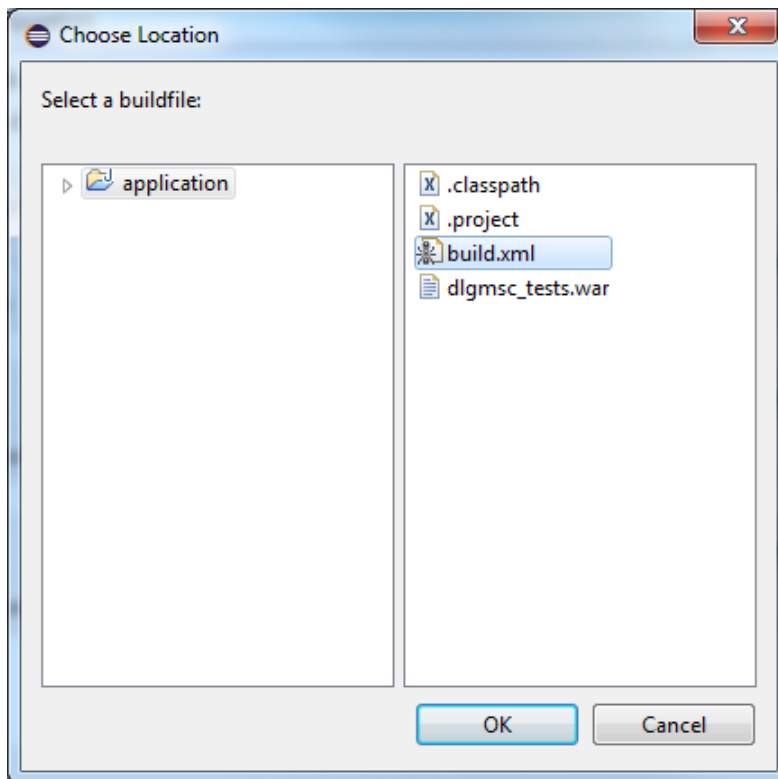 Choose Location
Select a buildfile:
application
.classpath
.project
build.xml
dlgmsc_tests.war
OK
Cancel